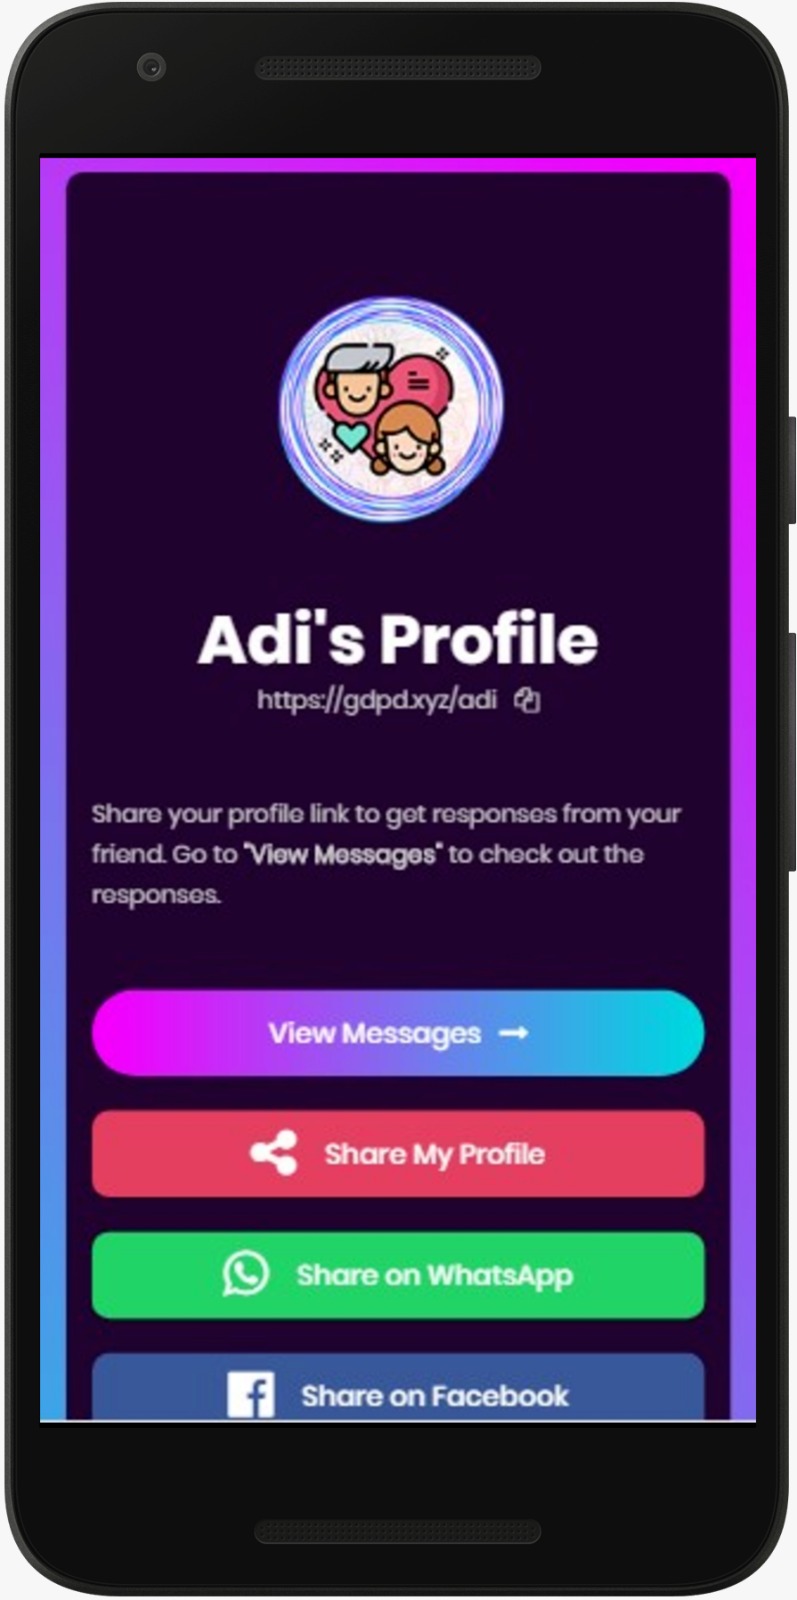 Adi's Profile
https://gdpd.xyz/adi
Share your profile link to get responses from your
friend. Go to "View Messages" to check out the
responses.
View Messages
Share My Profile
Share on WhatsApp
Share on Facebook